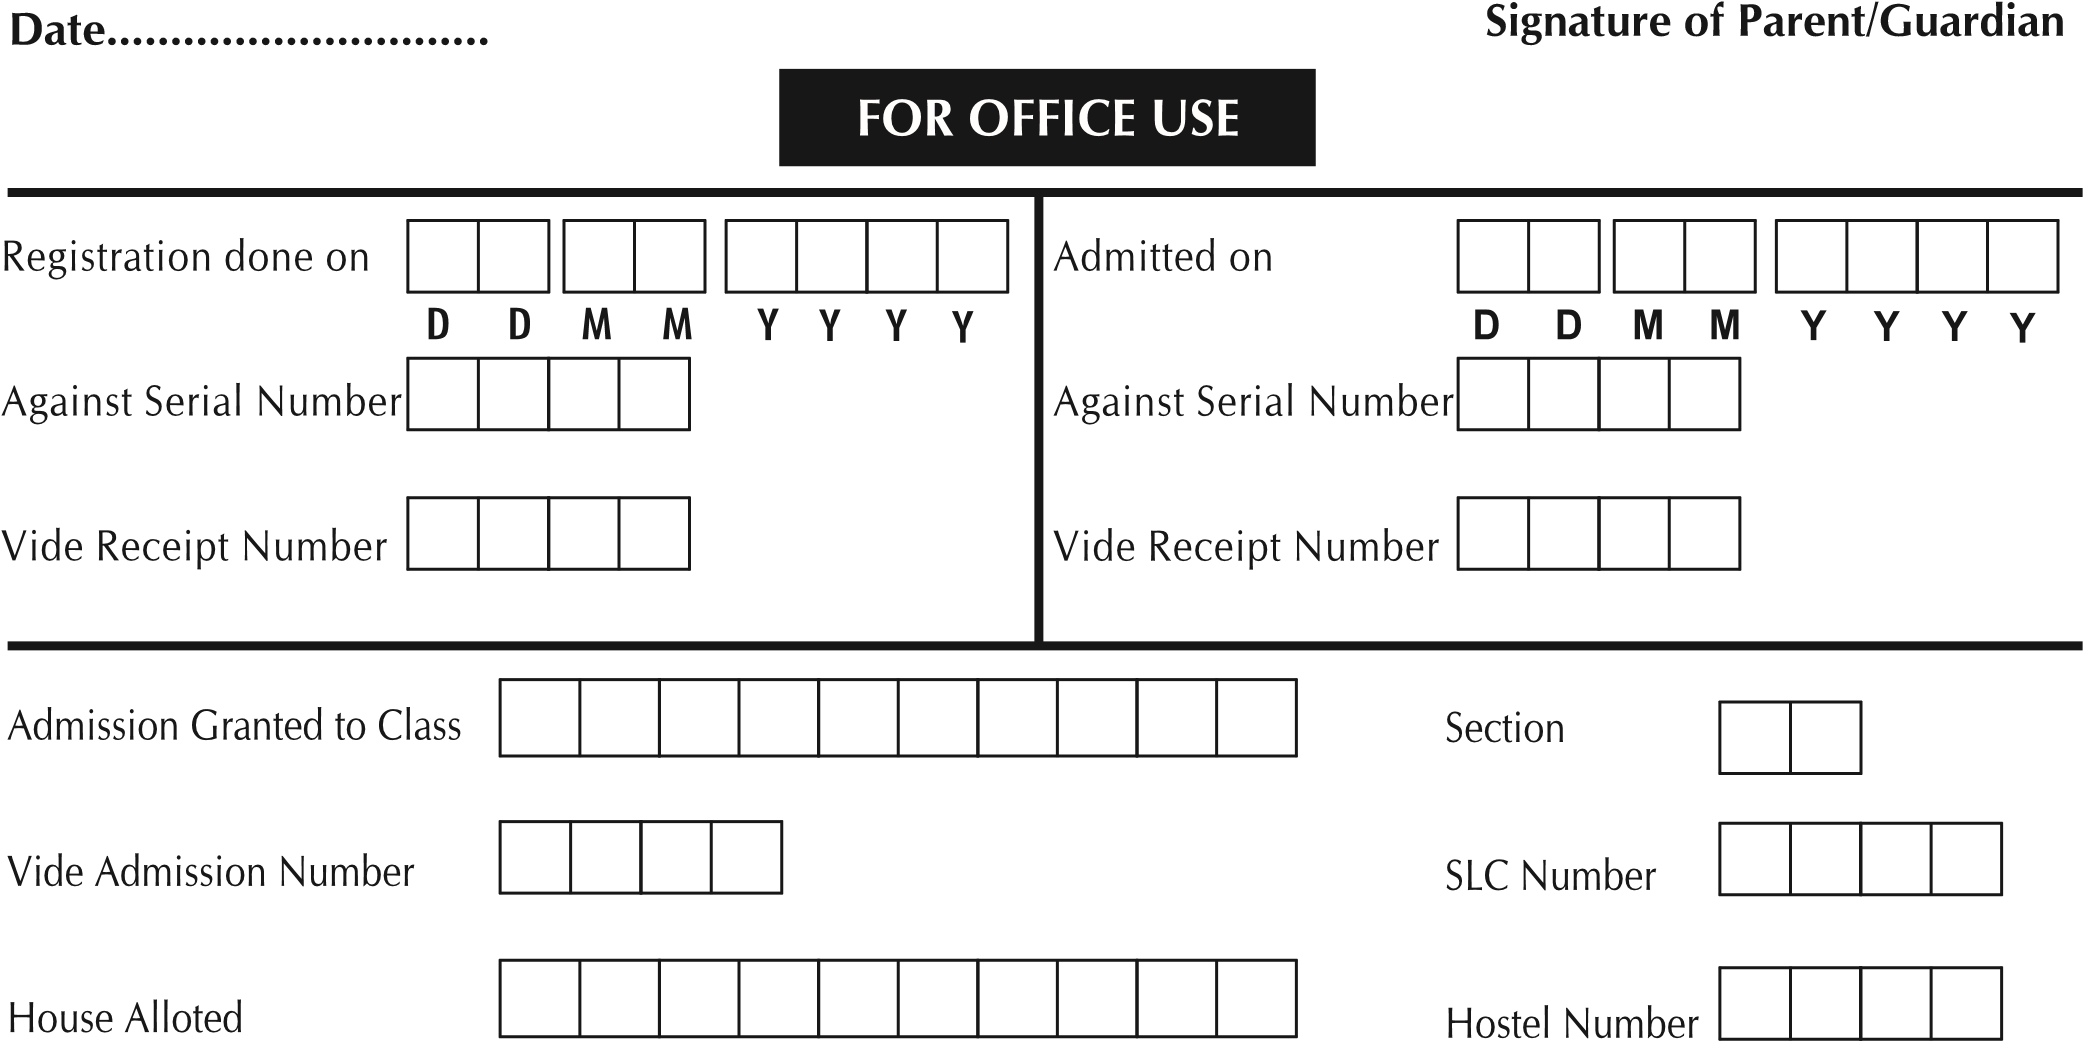 Date..............................
Signature of Parent/Guardian
FOR OFFICE USE
Registration done on
D D M M Y Y Y Y
Against Serial Number
Vide Receipt Number
Admitted on
D D M M Y Y Y Y
Against Serial Number
Vide Receipt Number
Admission Granted to Class
Section
Vide Admission Number
SLC Number
House Alloted
Hostel Number